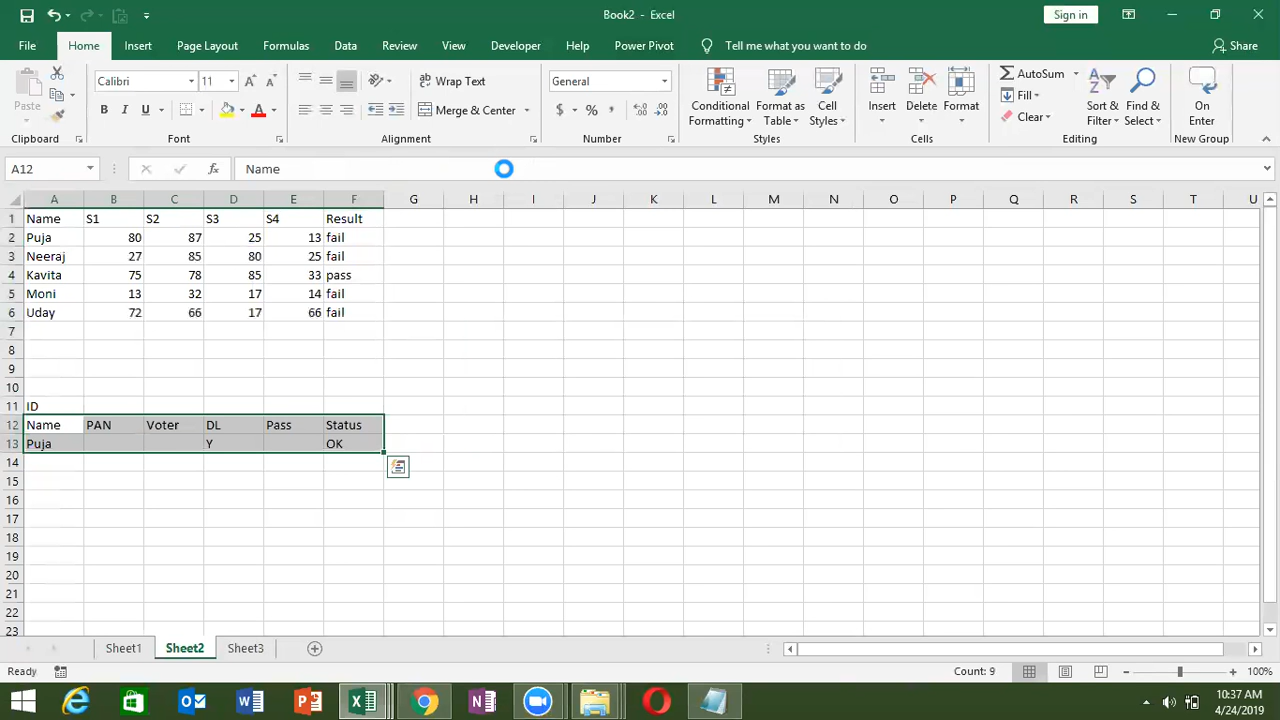 Book2 - Excel
Sign in
File Home Insert Page Layout Formulas Data Review View Developer Help Power Pivot Tell me what you want to do Share
Paste
Calibri 11
Wrap Text
General
Merge & Center
B I U
Conditional Formatting
Format as Table
Cell Styles
Insert Delete Format
AutoSum
Fill
Clear
Sort & Filter
Find & Select
On Enter
Clipboard Font Alignment Number Styles Cells Editing New Group
A12 fx Name
A B C D E F G H I J K L M N O P Q R S T U
1 Name S1 S2 S3 S4 Result
2 Puja 80 87 25 13 fail
3 Neeraj 27 85 80 25 fail
4 Kavita 75 78 85 33 pass
5 Moni 13 32 17 14 fail
6 Uday 72 66 17 66 fail
7
8
9
10
11 ID
12 Name PAN Voter DL Pass Status
13 Puja Y OK
14
15
16
17
18
19
20
21
22
23
Sheet1 Sheet2 Sheet3
Ready Count: 9 100%
10:37 AM
4/24/2019